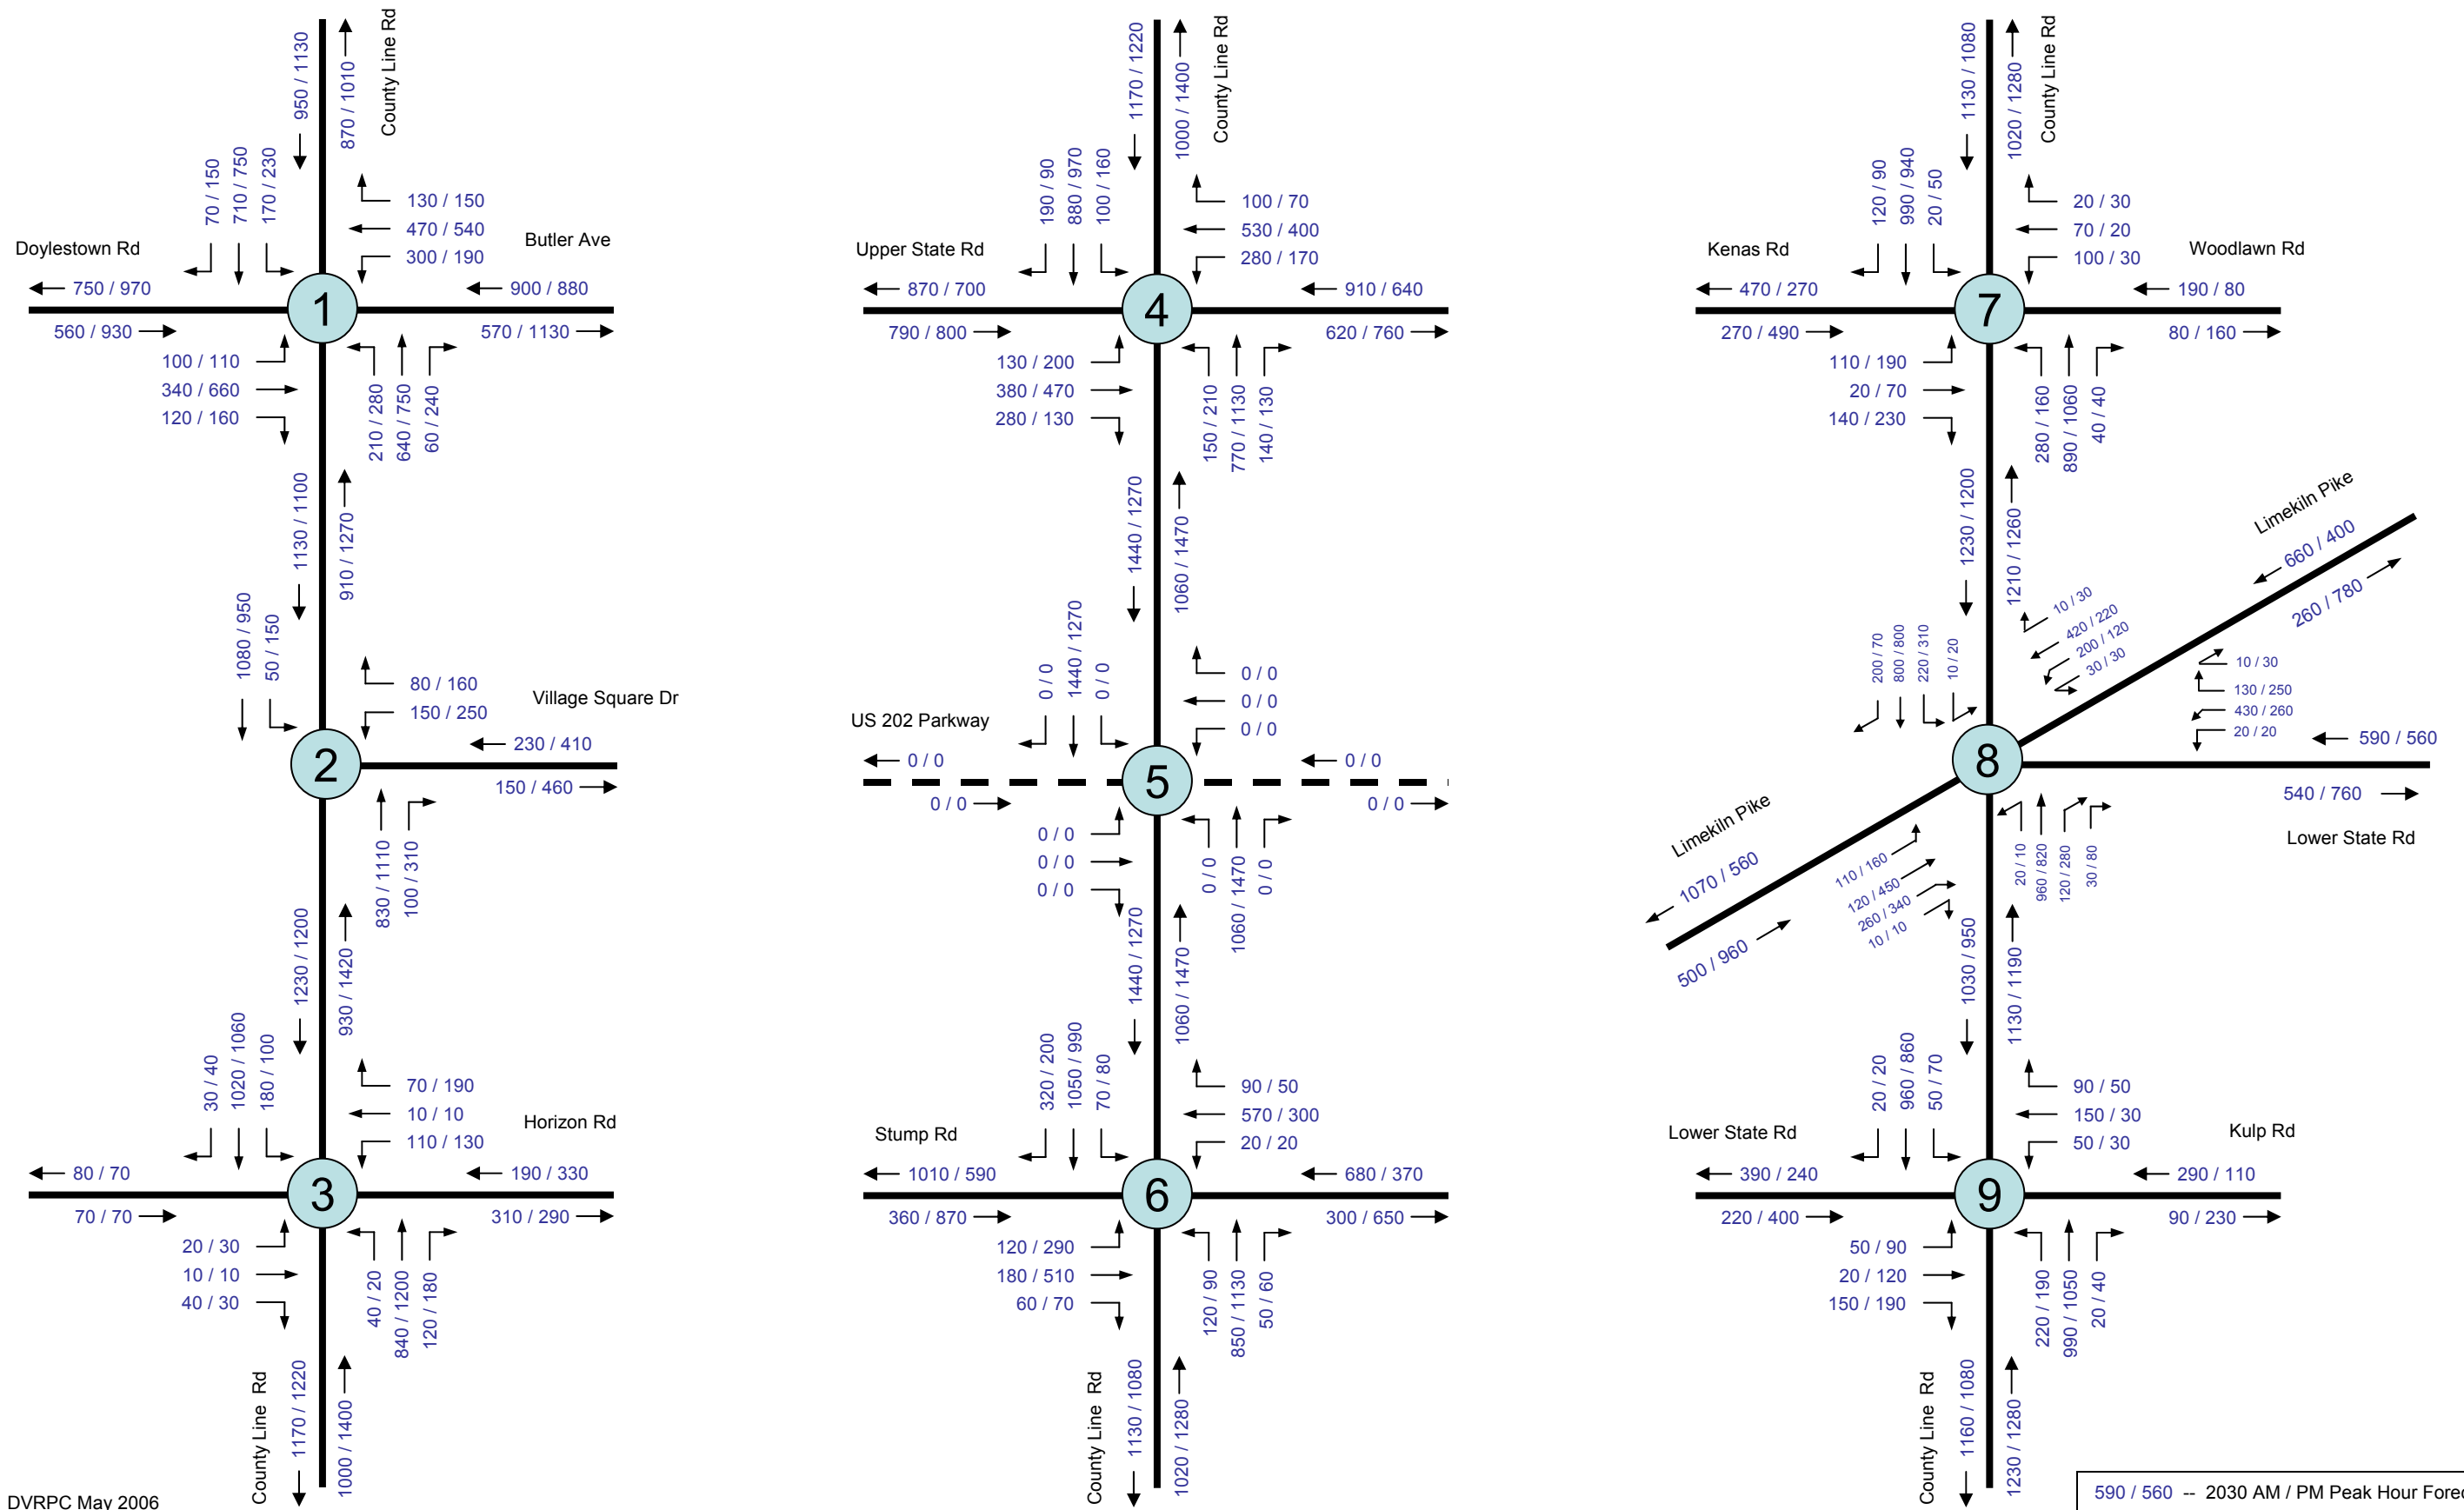 950 / 1130
870 / 1010
County Line Rd
70 / 150
710 / 750
170 / 230
130 / 150
470 / 540
300 / 190
Doylestown Rd
Butler Ave
750 / 970
900 / 880
1
560 / 930
570 / 1130
100 / 110
340 / 660
120 / 160
210 / 280
640 / 750
60 / 240
1130 / 1100
910 / 1270
1080 / 950
50 / 150
80 / 160
150 / 250
Village Square Dr
230 / 410
2
150 / 460
830 / 1110
100 / 310
1230 / 1200
930 / 1420
30 / 40
1020 / 1060
180 / 100
70 / 190
10 / 10
110 / 130
Horizon Rd
80 / 70
190 / 330
3
70 / 70
310 / 290
20 / 30
10 / 10
40 / 30
40 / 20
840 / 1200
120 / 180
County Line Rd
1170 / 1220
1000 / 1400
DVRPC May 2006
1170 / 1220
1000 / 1400
County Line Rd
190 / 90
880 / 970
100 / 160
100 / 70
530 / 400
280 / 170
Upper State Rd
870 / 700
910 / 640
4
790 / 800
620 / 760
130 / 200
380 / 470
280 / 130
150 / 210
770 / 1130
140 / 130
1440 / 1270
1060 / 1470
0 / 0
1440 / 1270
0 / 0
0 / 0
0 / 0
0 / 0
US 202 Parkway
0 / 0
0 / 0
5
0 / 0
0 / 0
0 / 0
0 / 0
0 / 0
0 / 0
1060 / 1470
0 / 0
1440 / 1270
1060 / 1470
320 / 200
1050 / 990
70 / 80
90 / 50
570 / 300
20 / 20
Stump Rd
1010 / 590
680 / 370
6
360 / 870
300 / 650
120 / 290
180 / 510
60 / 70
120 / 90
850 / 1130
50 / 60
County Line Rd
1130 / 1080
1020 / 1280
1130 / 1080
1020 / 1280
County Line Rd
120 / 90
990 / 940
20 / 50
20 / 30
70 / 20
100 / 30
Kenas Rd
Woodlawn Rd
470 / 270
190 / 80
7
270 / 490
80 / 160
110 / 190
20 / 70
140 / 230
280 / 160
890 / 1060
40 / 40
1230 / 1200
1210 / 1260
Limekiln Pike
660 / 400
260 / 780
200 / 70
800 / 800
220 / 310
10 / 20
10 / 30
420 / 220
200 / 120
30 / 30
10 / 30
130 / 250
430 / 260
20 / 20
590 / 560
8
540 / 760
Lower State Rd
Limekiln Pike
1070 / 560
500 / 960
110 / 160
120 / 450
260 / 340
10 / 10
20 / 10
960 / 820
120 / 280
30 / 80
1030 / 950
1130 / 1190
20 / 20
960 / 860
50 / 70
90 / 50
150 / 30
50 / 30
Lower State Rd
Kulp Rd
390 / 240
290 / 110
9
220 / 400
90 / 230
50 / 90
20 / 120
150 / 190
220 / 190
990 / 1050
20 / 40
County Line Rd
1160 / 1080
1230 / 1280
590 / 560 -- 2030 AM / PM Peak Hour